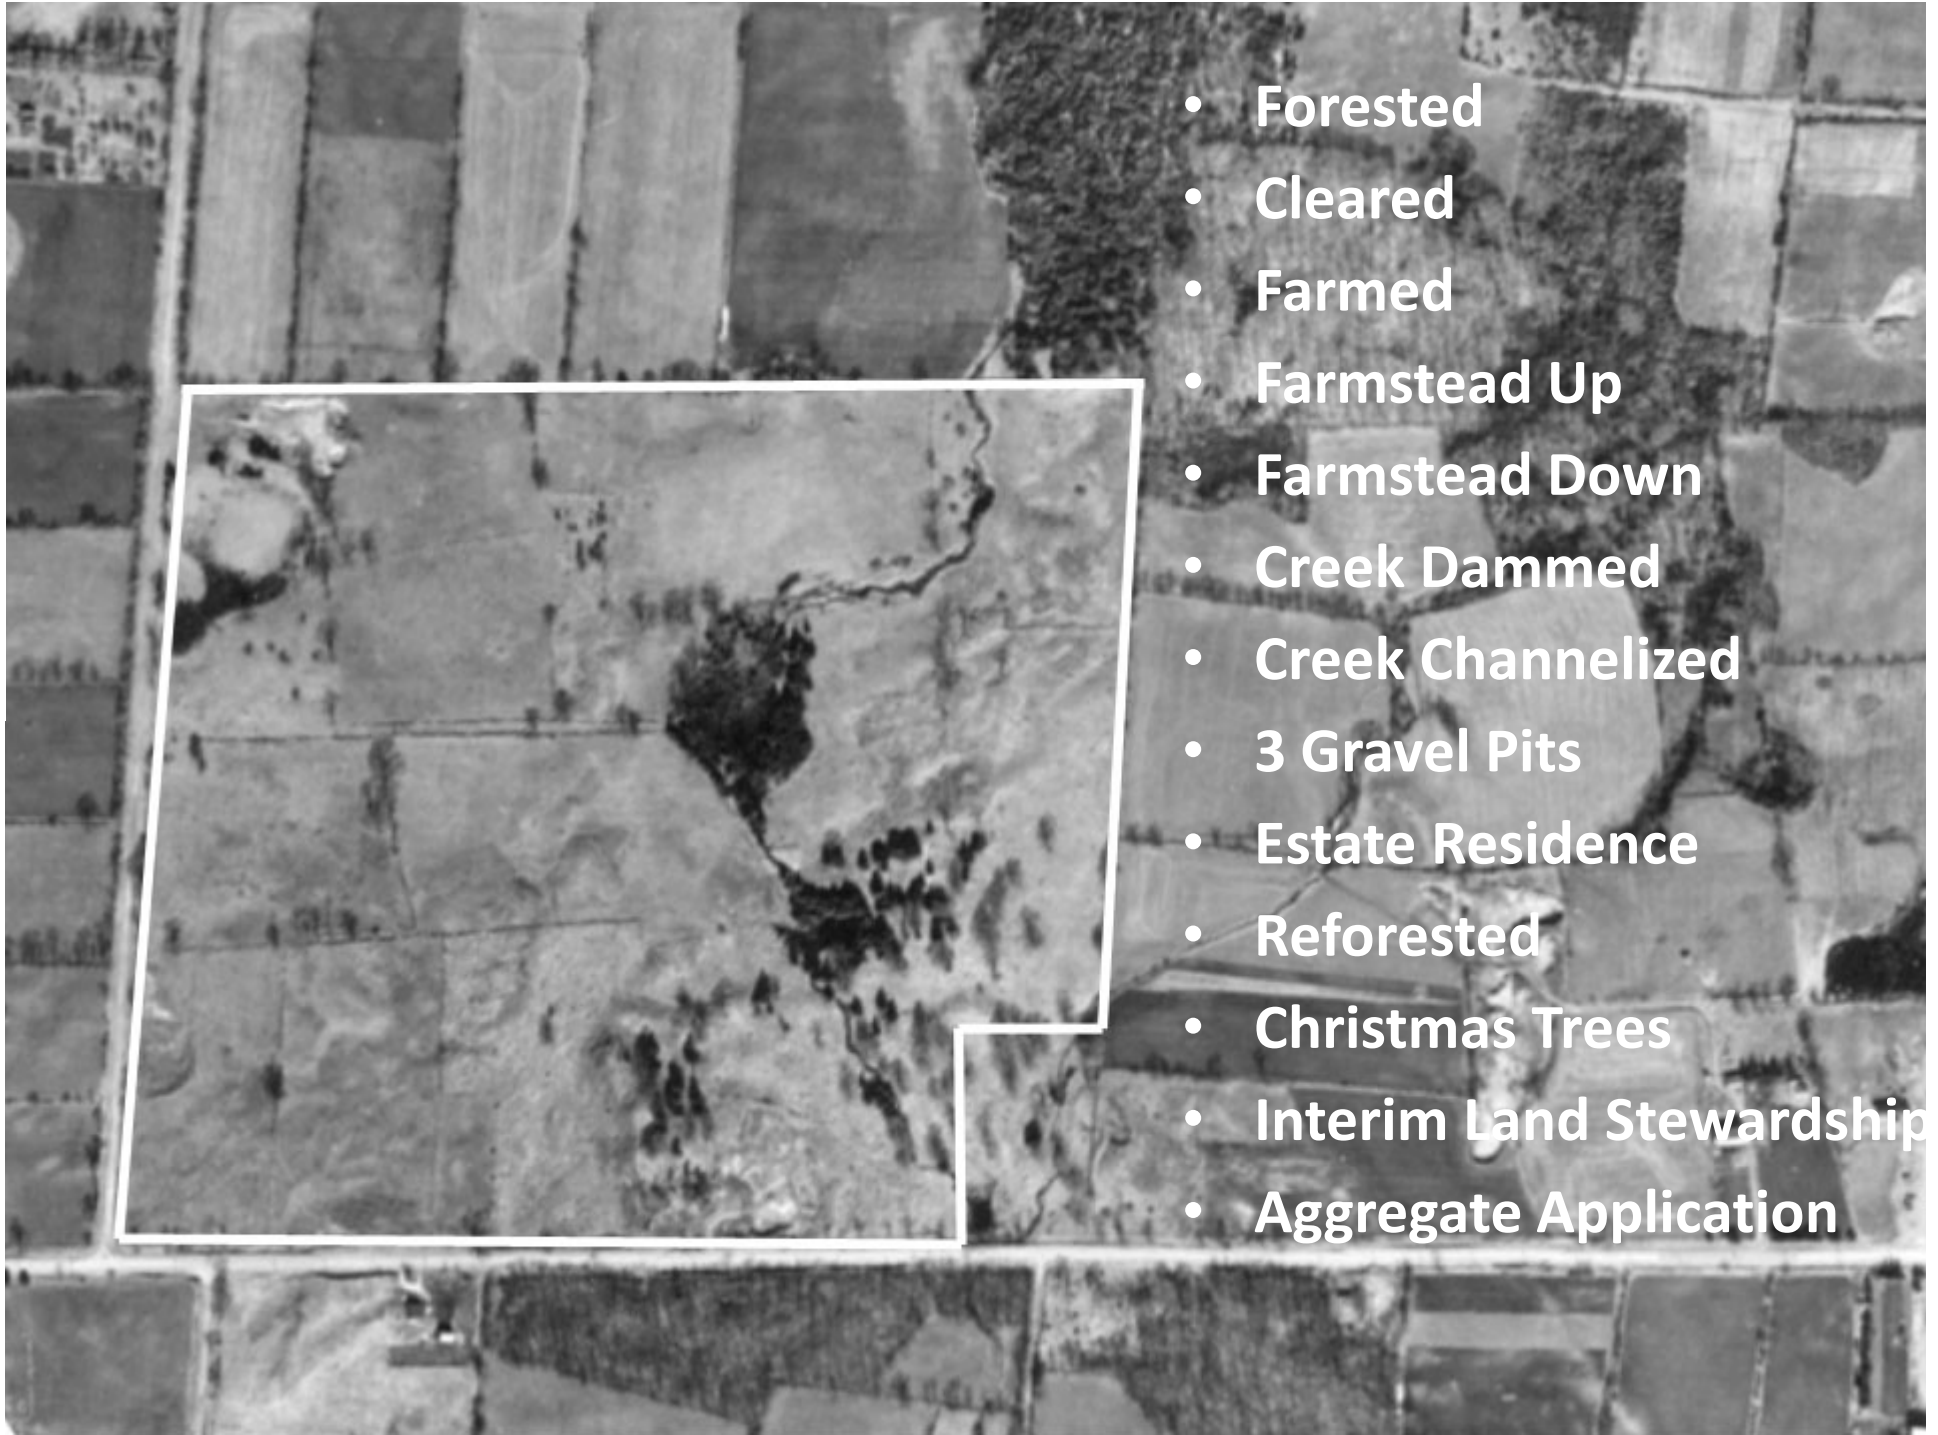 • Forested
• Cleared
• Farmed
• Farmstead Up
• Farmstead Down
• Creek Dammed
• Creek Channelized
• 3 Gravel Pits
• Estate Residence
• Reforested
• Christmas Trees
• Interim Land Stewardship
• Aggregate Application